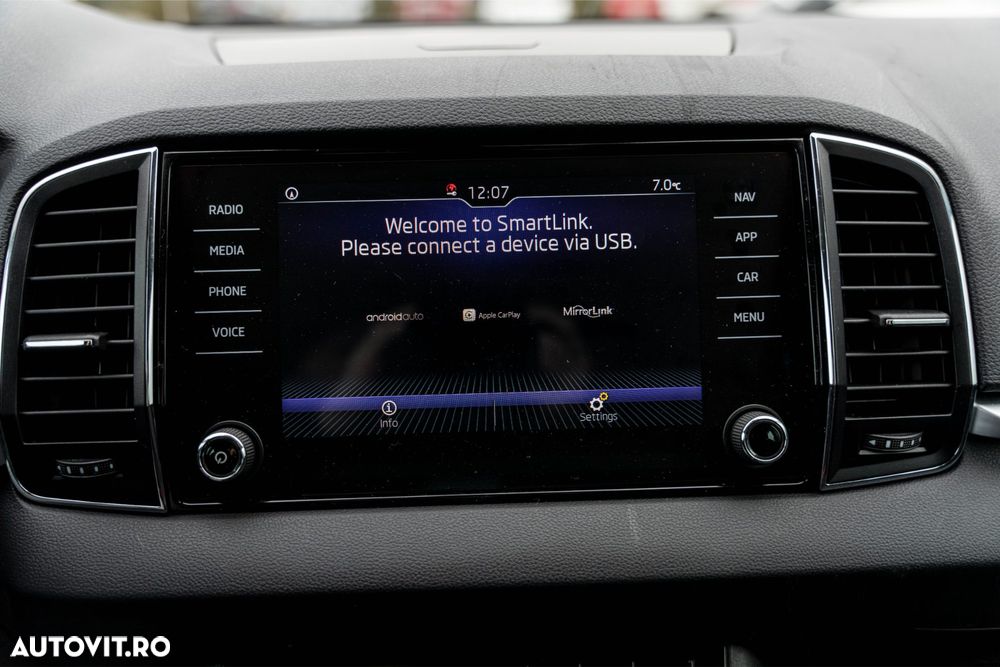 12:07
7.0°C
Welcome to SmartLink.
Please connect a device via USB.
androidauto
Apple CarPlay
MirrorLink
Info
Settings
RADIO
MEDIA
PHONE
VOICE
NAV
APP
CAR
MENU
AUTOVIT.RO